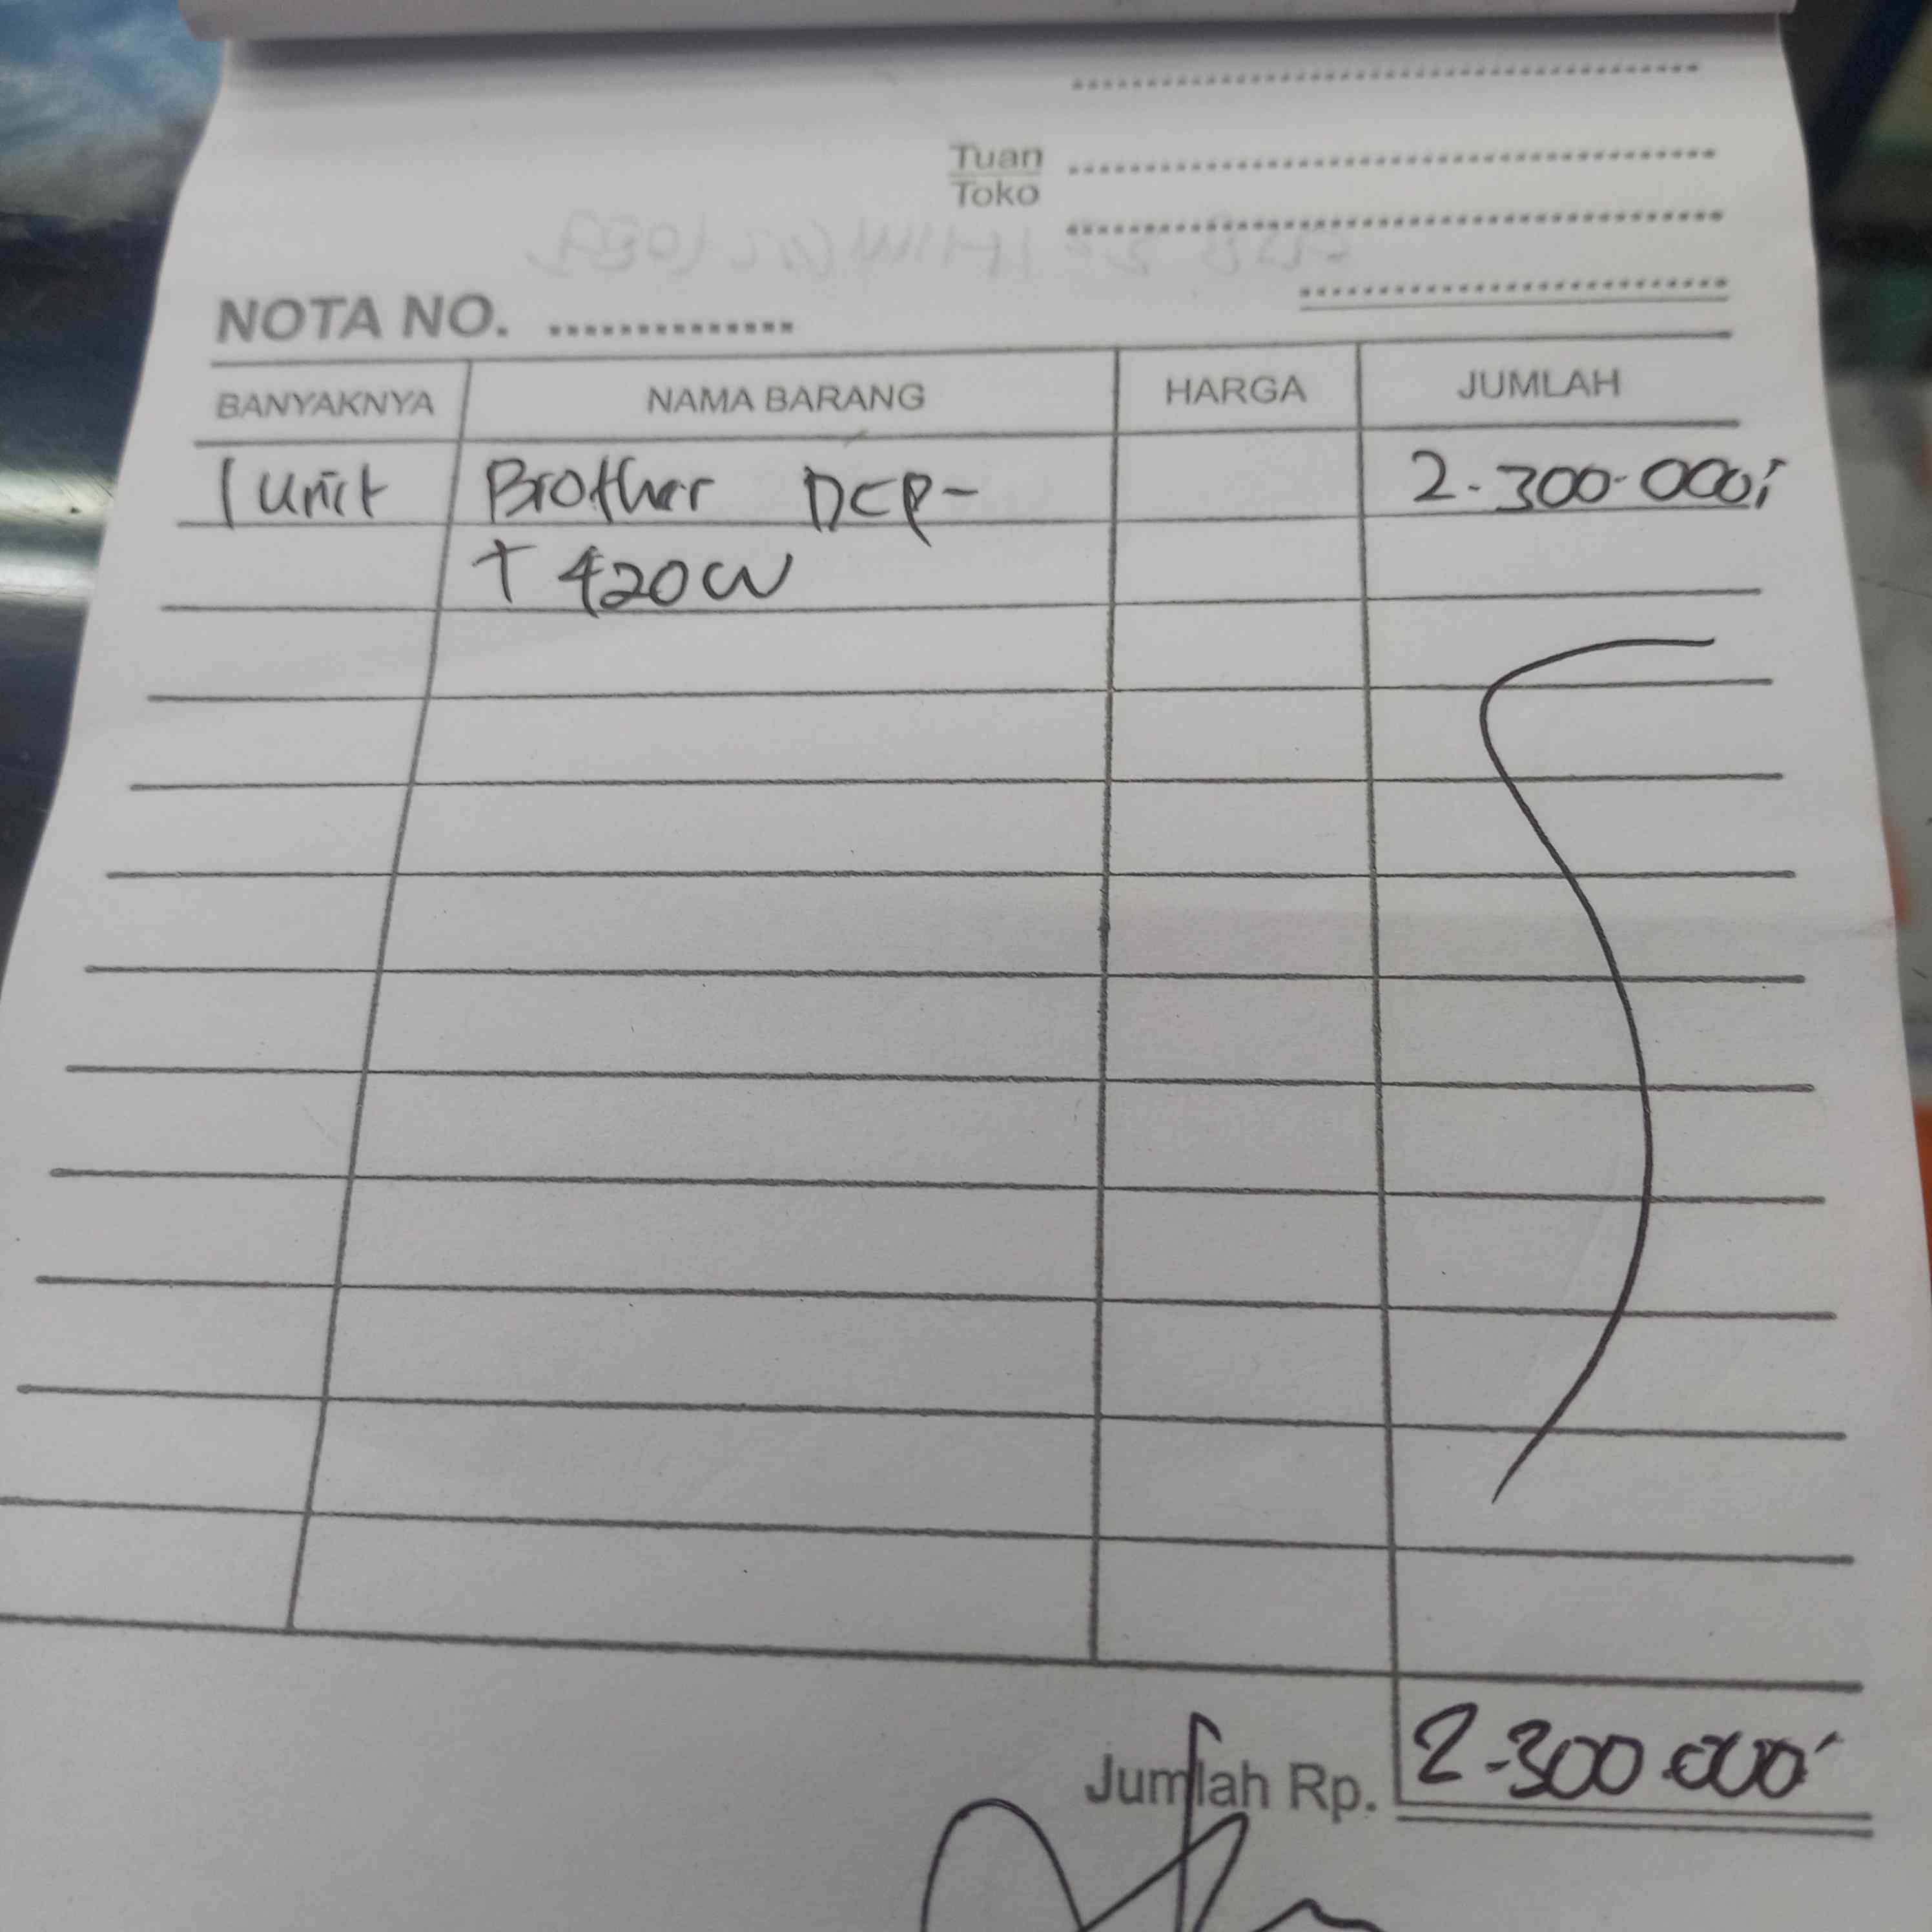 Tuan
Toko
NOTA NO. ..............
BANYAKNYA NAMA BARANG HARGA JUMLAH
1 unit Brother DCP- 2.300.000,
T 420W
Jumlah Rp. 2.300.000,